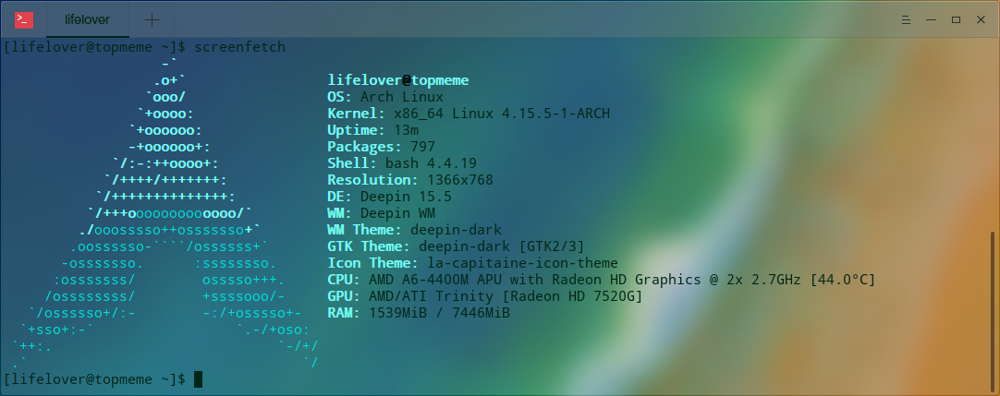 >_ lifelover +
[lifelover@topmeme ~]$ screenfetch
                   -`
                  .o+`                 lifelover@topmeme
                 `ooo/                 OS: Arch Linux
                `+oooo:                Kernel: x86_64 Linux 4.15.5-1-ARCH
               `+oooooo:               Uptime: 13m
               -+oooooo+:              Packages: 797
             `/:-:++oooo+:             Shell: bash 4.4.19
            `/++++/+++++++:            Resolution: 1366x768
           `/++++++++++++++:           DE: Deepin 15.5
          `/+++ooooooooooooo/`         WM: Deepin WM
         ./ooosssso++osssssso+`        WM Theme: deepin-dark
        .oossssso-````/ossssss+`       GTK Theme: deepin-dark [GTK2/3]
       -osssssso.      :ssssssso.      Icon Theme: la-capitaine-icon-theme
      :osssssss/        osssso+++.     CPU: AMD A6-4400M APU with Radeon HD Graphics @ 2x 2.7GHz [44.0°C]
     /ossssssss/        +ssssooo/-     GPU: AMD/ATI Trinity [Radeon HD 7520G]
   `/ossssso+/:-        -:/+osssso+-   RAM: 1539MiB / 7446MiB
  `+sso+:-`                 `.-/+oso:
 `++:.                           `-/+/
 .`                                 `/
[lifelover@topmeme ~]$